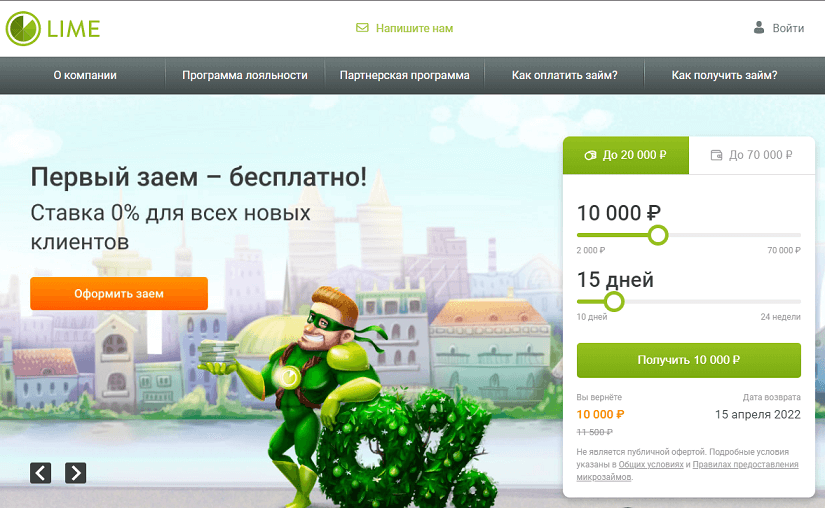 LIME
Напишите нам
Войти
О компании
Программа лояльности
Партнерская программа
Как оплатить займ?
Как получить займ?
Первый заем – бесплатно!
Ставка 0% для всех новых
клиентов
Оформить заем
0%
До 20 000 ₽
До 70 000 ₽
10 000 ₽
2 000 ₽
70 000 ₽
15 дней
10 дней
24 недели
Получить 10 000 ₽
Вы вернёте
Дата возврата
10 000 ₽
15 апреля 2022
11 500 ₽
Не является публичной офертой. Подробные условия
указаны в Общих условиях и Правилах предоставления
микрозаймов.